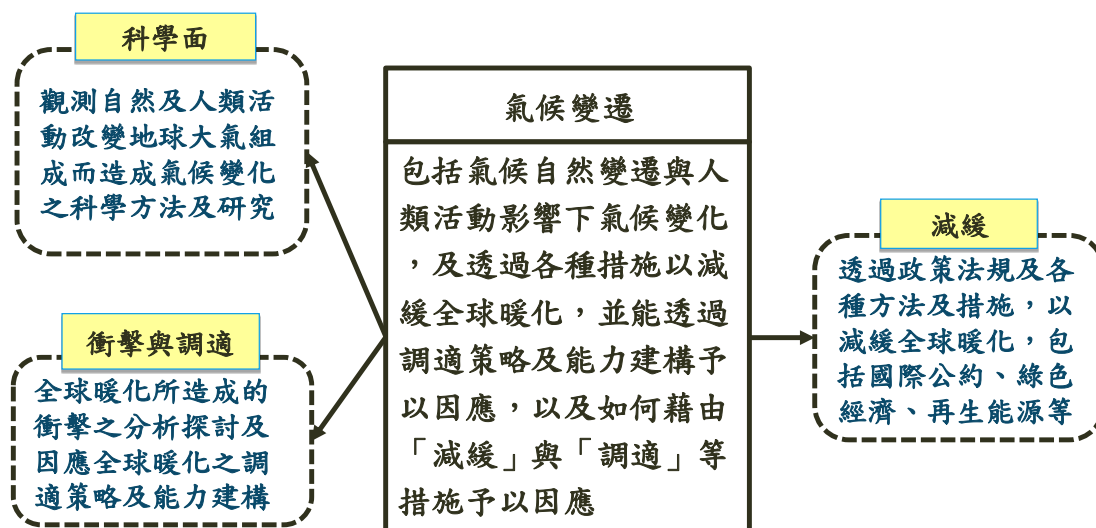 科學面
觀測自然及人類活
動改變地球大氣組
成而造成氣候變化
之科學方法及研究
衝擊與調適
全球暖化所造成的
衝擊之分析探討及
因應全球暖化之調
適策略及能力建構
氣候變遷
包括氣候自然變遷與人
類活動影響下氣候變化
，及透過各種措施以減
緩全球暖化，並能透過
調適策略及能力建構予
以因應，以及如何藉由
「減緩」與「調適」等
措施予以因應
減緩
透過政策法規及各
種方法及措施，以
減緩全球暖化，包
括國際公約、綠色
經濟、再生能源等